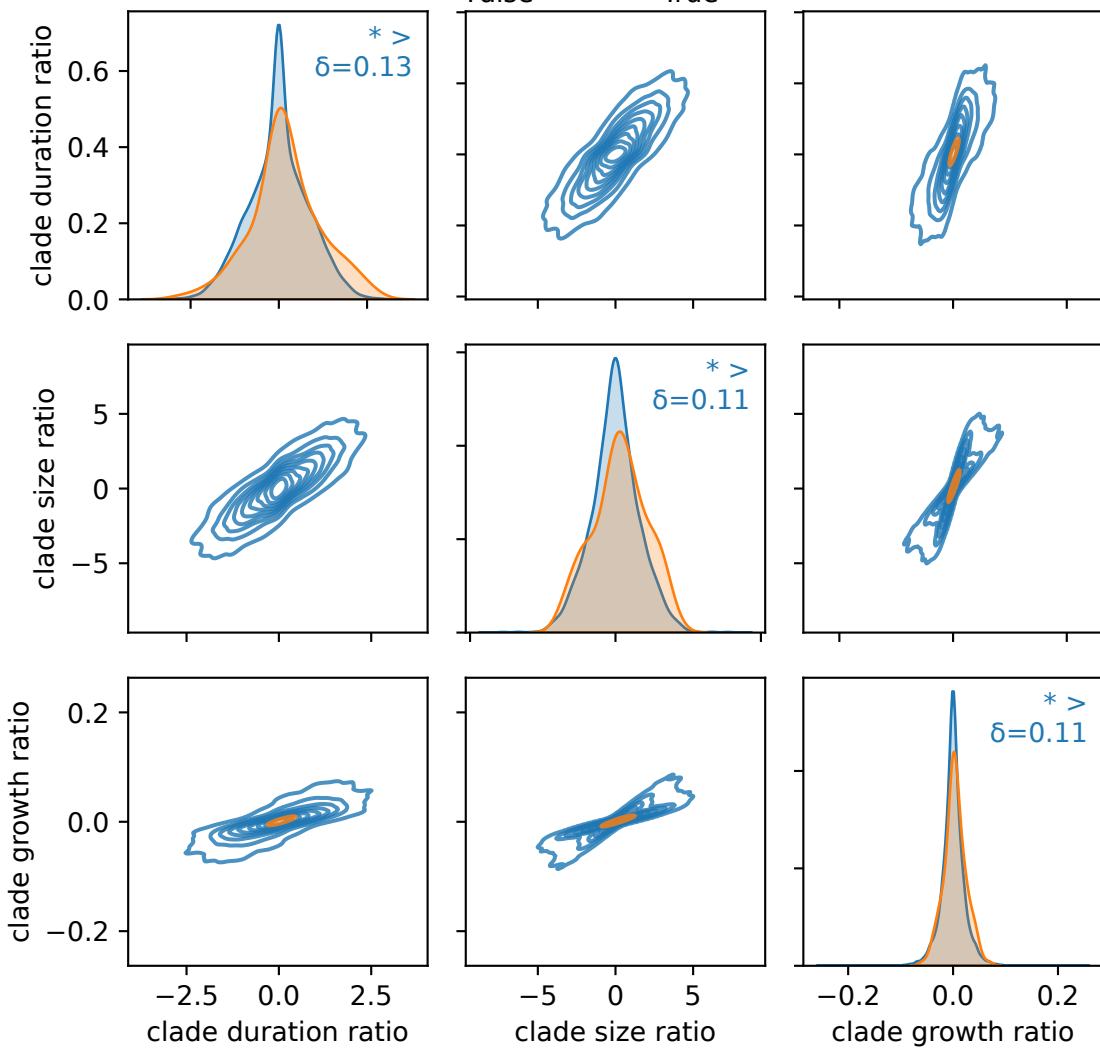 False True
clade duration ratio
0.6
0.4
0.2
0.0
* >
δ=0.13
clade size ratio
5
0
−5
* >
δ=0.11
clade growth ratio
0.2
0.0
−0.2
* >
δ=0.11
−2.5 0.0 2.5
−5 0 5
−0.2 0.0 0.2
clade duration ratio
clade size ratio
clade growth ratio